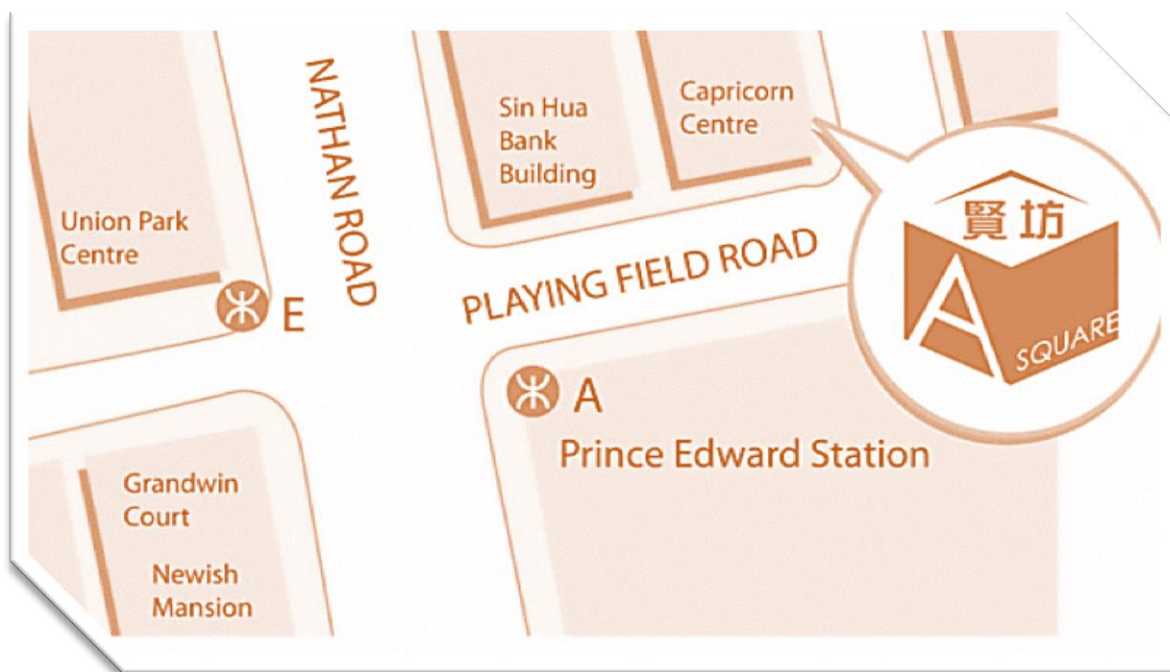 NATHAN ROAD
Sin Hua
Bank
Building
Capricorn
Centre
賢坊
A
SQUARE
Union Park
Centre
E
PLAYING FIELD ROAD
A
Prince Edward Station
Grandwin
Court
Newish
Mansion